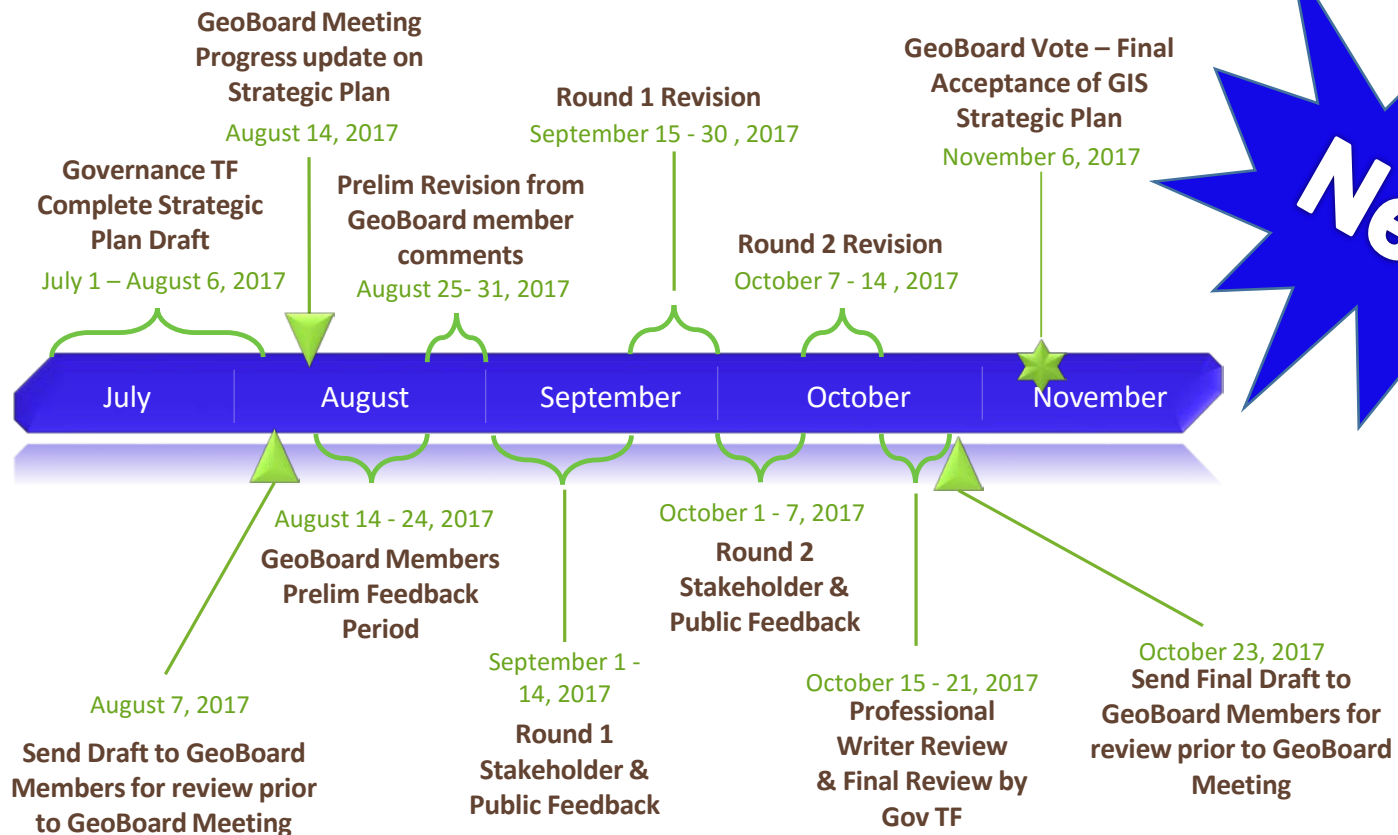 GeoBoard Meeting
Progress update on
Strategic Plan
August 14, 2017
GeoBoard Vote – Final
Acceptance of GIS
Strategic Plan
November 6, 2017
Round 1 Revision
September 15 - 30 , 2017
Governance TF
Complete Strategic
Plan Draft
July 1 – August 6, 2017
Prelim Revision from
GeoBoard member
comments
August 25- 31, 2017
Round 2 Revision
October 7 - 14 , 2017
July
August
September
October
November
August 14 - 24, 2017
GeoBoard Members
Prelim Feedback
Period
October 1 - 7, 2017
Round 2
Stakeholder &
Public Feedback
August 7, 2017
Send Draft to GeoBoard
Members for review prior
to GeoBoard Meeting
September 1 -
14, 2017
Round 1
Stakeholder &
Public Feedback
October 15 - 21, 2017
Professional
Writer Review
& Final Review by
Gov TF
October 23, 2017
Send Final Draft to
GeoBoard Members for
review prior to GeoBoard
Meeting